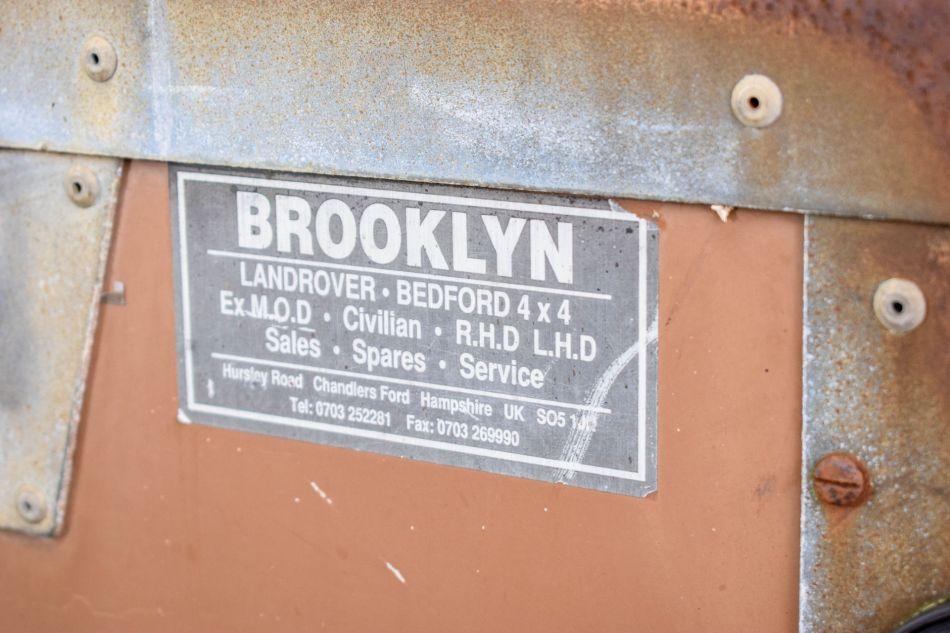 BROOKLYN
LANDROVER · BEDFORD 4 x 4
Ex M.O.D · Civilian · R.H.D L.H.D
Sales · Spares · Service
Hursley Road Chandlers Ford Hampshire UK SO5
Tel: 0703 252281 Fax: 0703 269990